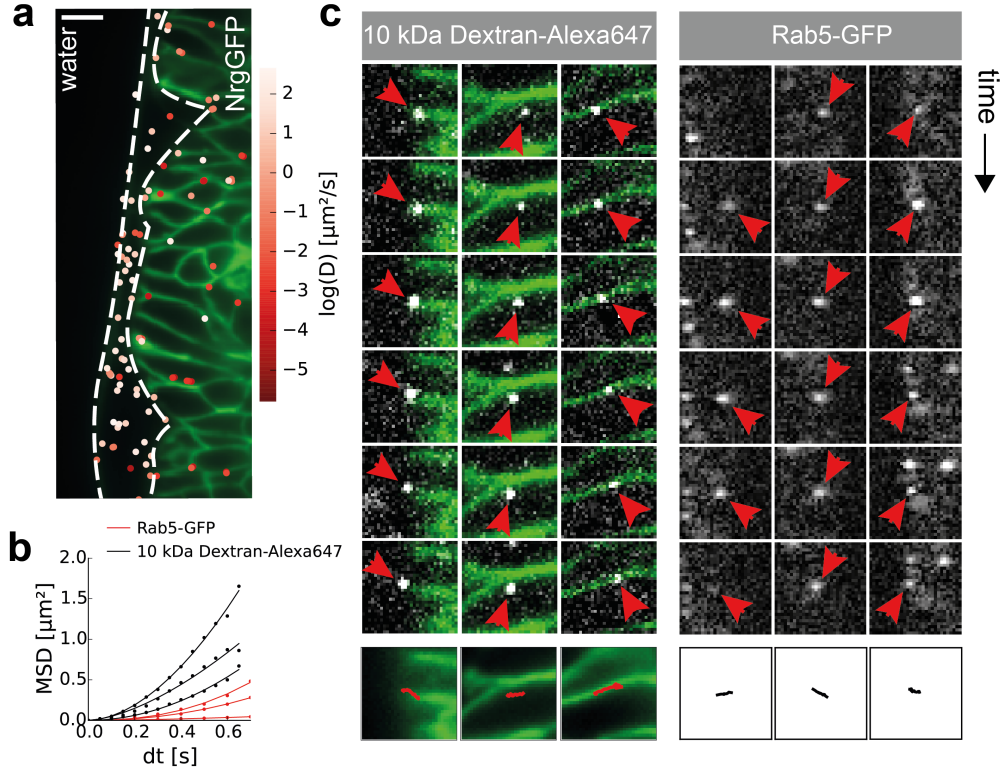 a
water
NrgGFP
2
1
0
−1
−2
−3
−4
−5
log(D) [µm²/s]
b
Rab5-GFP
10 kDa Dextran-Alexa647
2.0
1.5
1.0
0.5
0.0
MSD [µm²]
0.0 0.2 0.4 0.6
dt [s]
c
10 kDa Dextran-Alexa647
Rab5-GFP
time